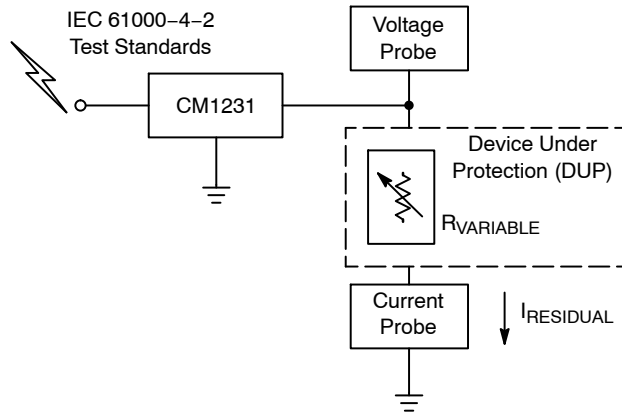 IEC 61000−4−2
Test Standards
Voltage
Probe
CM1231
Device Under
Protection (DUP)
RVARIABLE
Current
Probe
IRESIDUAL